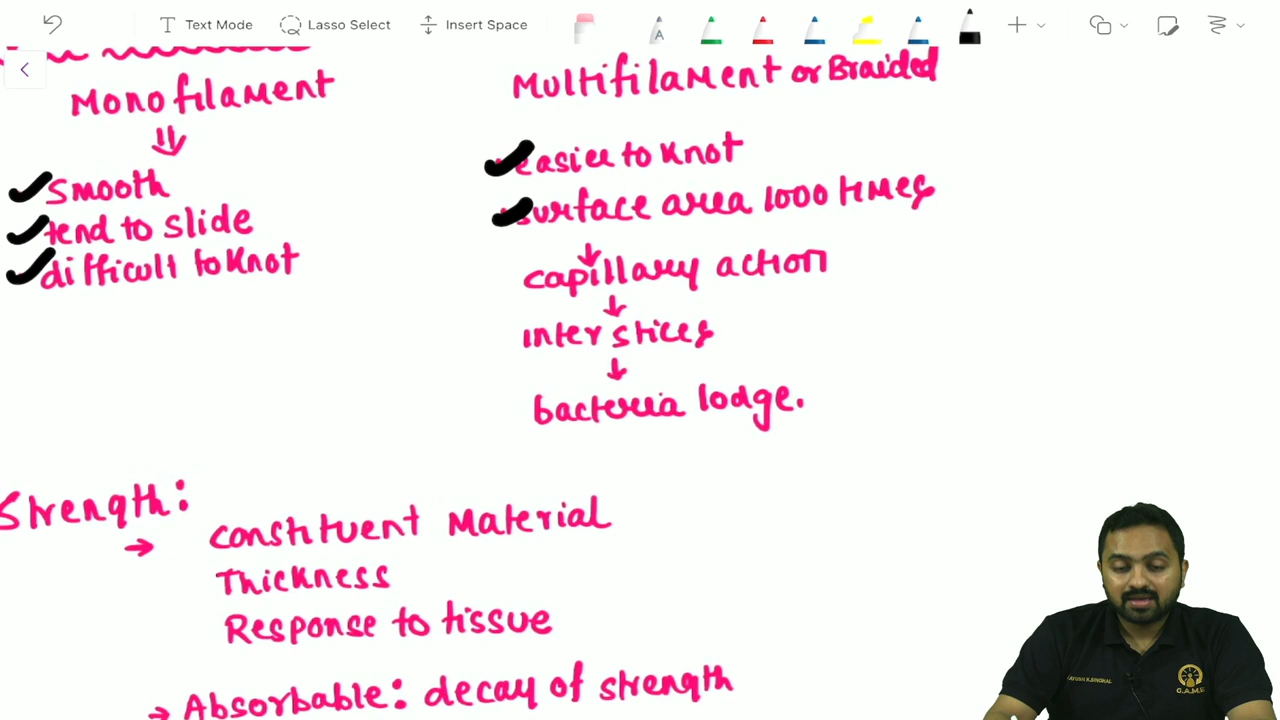 Text Mode
Lasso Select
Insert Space
Monofilament
Multifilament or Braided
smooth
tend to slide
difficult to knot
easier to knot
surface area 1000 times
capillary action
interstices
bacteria lodge.
Strength:
constituent Material
Thickness
Response to tissue
Absorbable: decay of strength